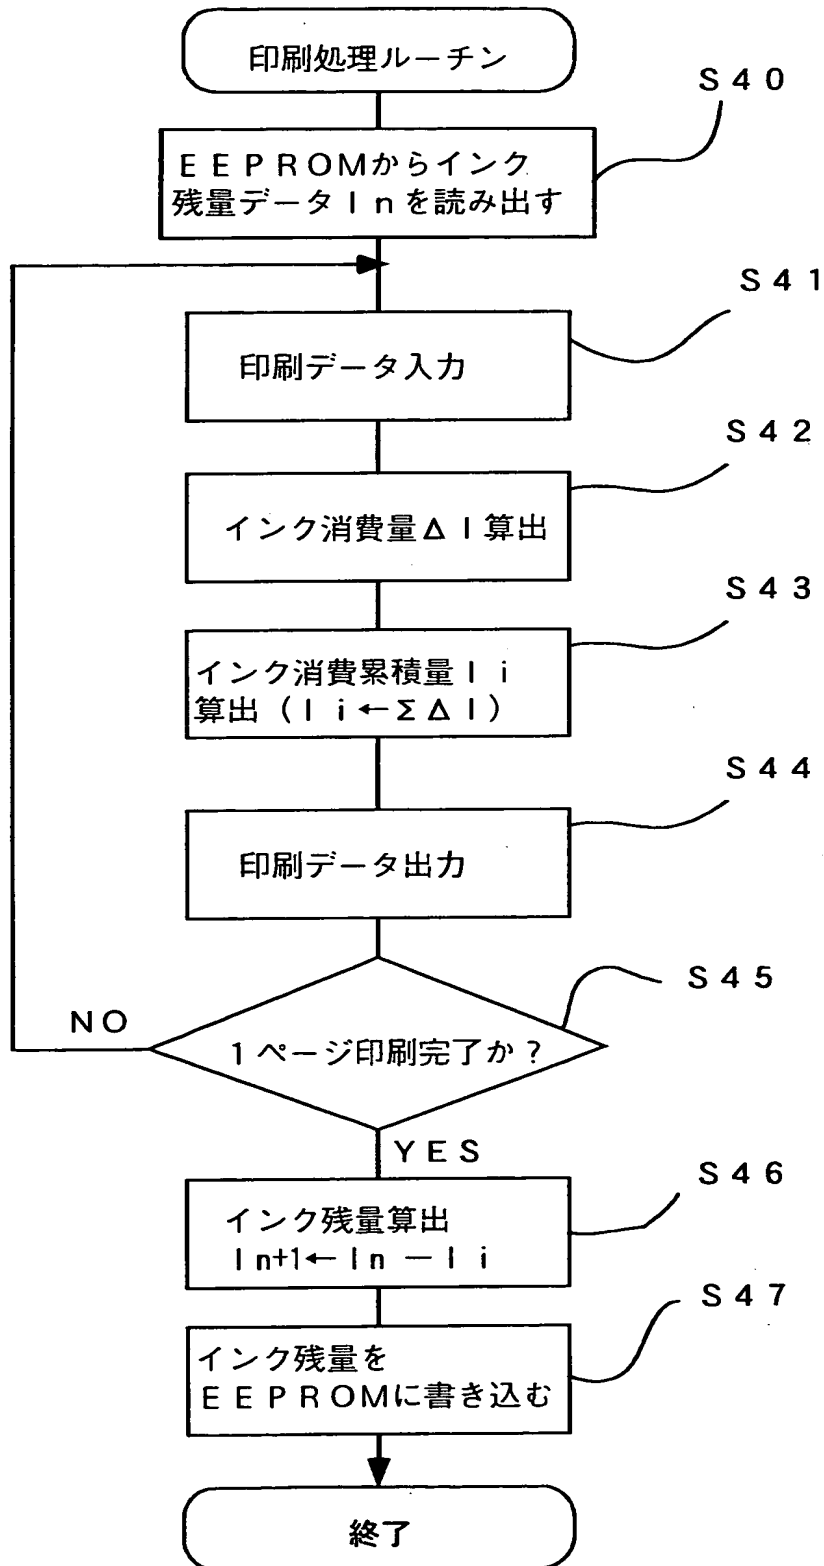 印刷処理ルーチン
S40
EEPROMからインク
残量データInを読み出す
S41
印刷データ入力
S42
インク消費量ΔI算出
S43
インク消費累積量Ii
算出(Ii←ΣΔI)
S44
印刷データ出力
S45
NO
1ページ印刷完了か?
YES
S46
インク残量算出
In+1←In－Ii
S47
インク残量を
EEPROMに書き込む
終了